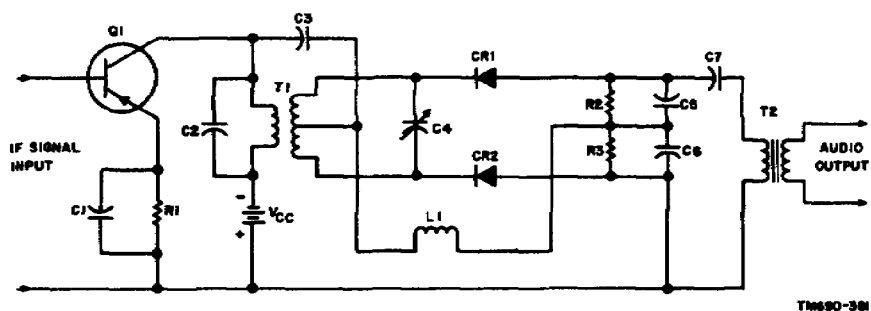 Q1
C3
T1
C2
C4
CR1
CR2
R2
R3
C5
C6
C7
T2
IF SIGNAL
INPUT
C1
R1
-
VCC
+
L1
AUDIO
OUTPUT
TM690-381